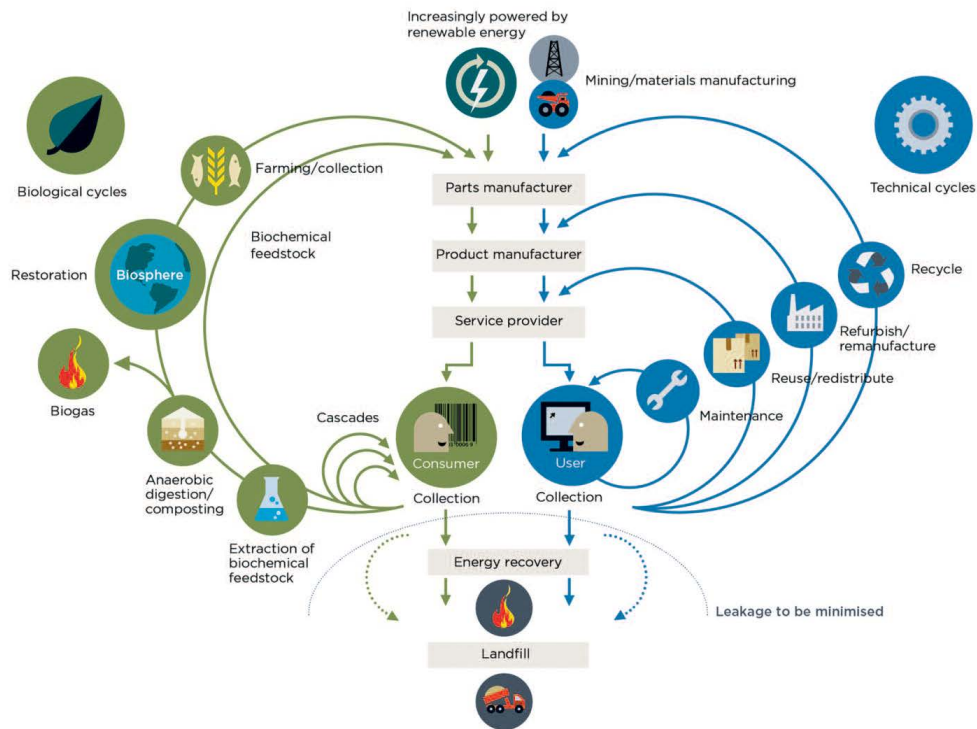 Increasingly powered by
renewable energy
Mining/materials manufacturing
Biological cycles
Farming/collection
Technical cycles
Parts manufacturer
Biochemical
feedstock
Product manufacturer
Restoration
Biosphere
Recycle
Service provider
Refurbish/
remanufacture
Biogas
Reuse/redistribute
Cascades
Maintenance
Consumer
User
Anaerobic
digestion/
composting
Collection
Collection
Extraction of
biochemical
feedstock
Energy recovery
Leakage to be minimised
Landfill